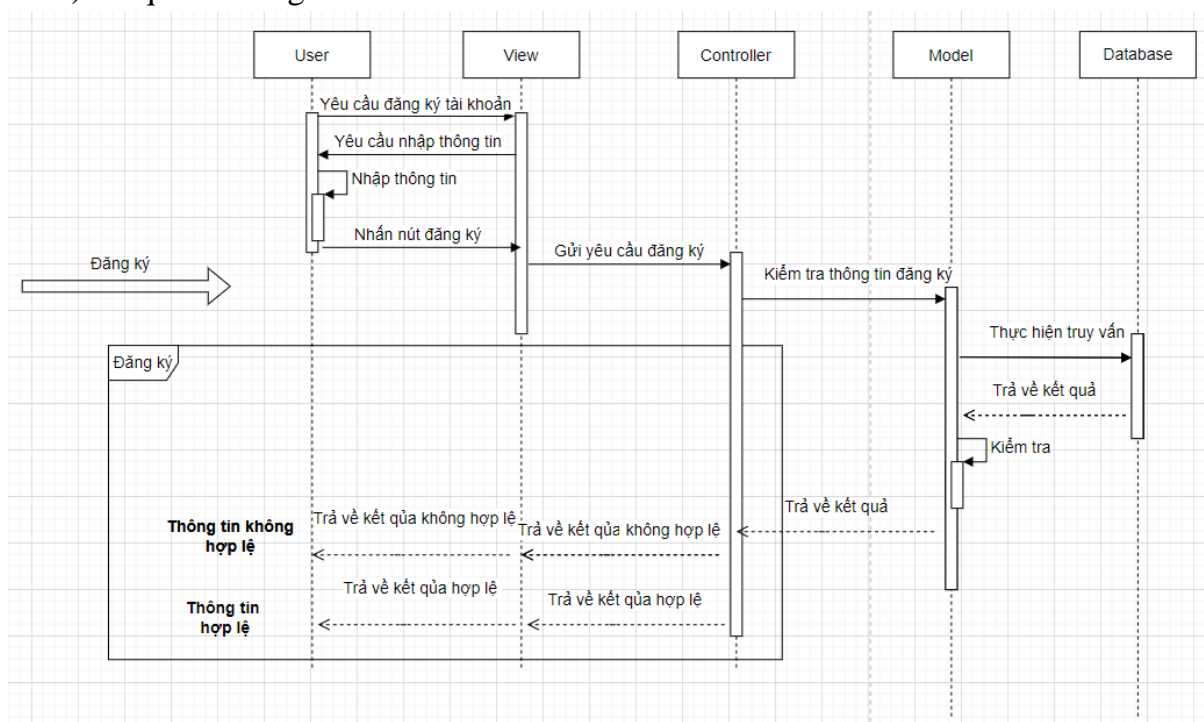 User
View
Controller
Model
Database
Yêu cầu đăng ký tài khoản
Yêu cầu nhập thông tin
Nhập thông tin
Nhấn nút đăng ký
Gửi yêu cầu đăng ký
Đăng ký
Kiểm tra thông tin đăng ký
Thực hiện truy vấn
Đăng ký
Trả về kết quả
Kiểm tra
Trả về kết quả
Thông tin không
hợp lệ
Trả về kết qủa không hợp lệ
Trả về kết qủa không hợp lệ
Trả về kết qủa hợp lệ
Trả về kết qủa hợp lệ
Thông tin
hợp lệ